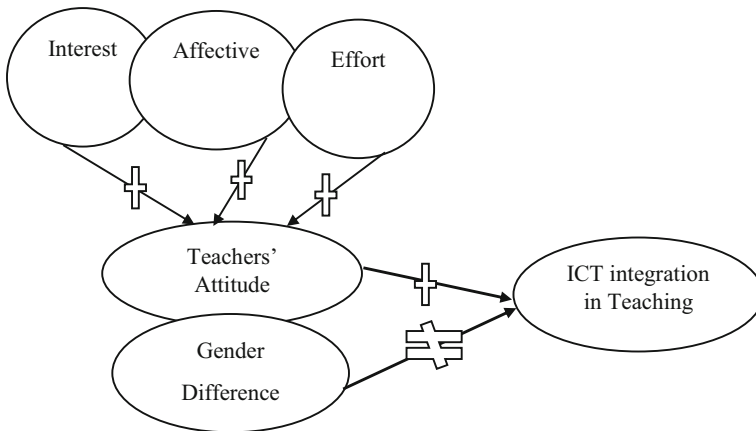 Interest
Affective
Effort
Teachers’
Attitude
ICT integration
in Teaching
Gender
Difference